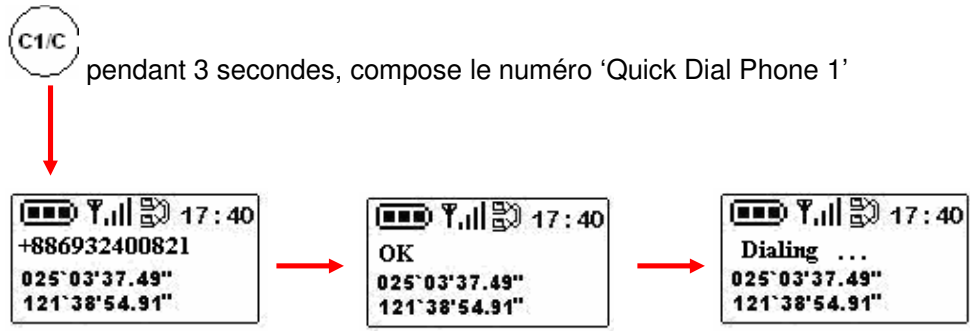 C1/C
pendant 3 secondes, compose le numéro ‘Quick Dial Phone 1’
17:40
+886932400821
025`03'37.49"
121`38'54.91"
17:40
OK
025`03'37.49"
121`38'54.91"
17:40
Dialing ...
025`03'37.49"
121`38'54.91"